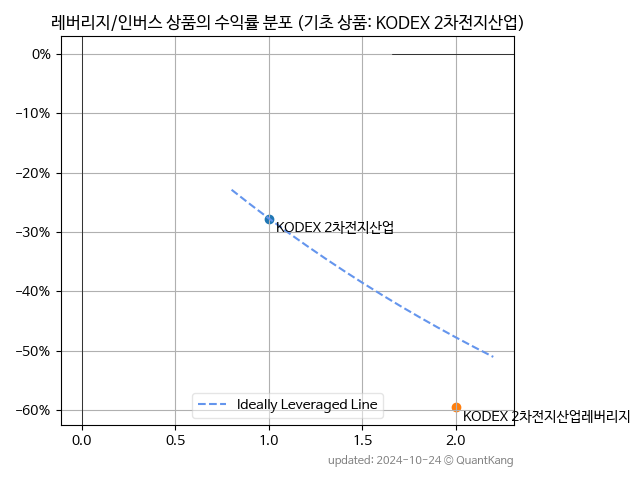 레버리지/인버스 상품의 수익률 분포 (기초 상품: KODEX 2차전지산업)
0%
-10%
-20%
-30%
-40%
-50%
-60%
KODEX 2차전지산업
Ideally Leveraged Line
KODEX 2차전지산업레버리지
0.0 0.5 1.0 1.5 2.0
updated: 2024-10-24 © QuantKang